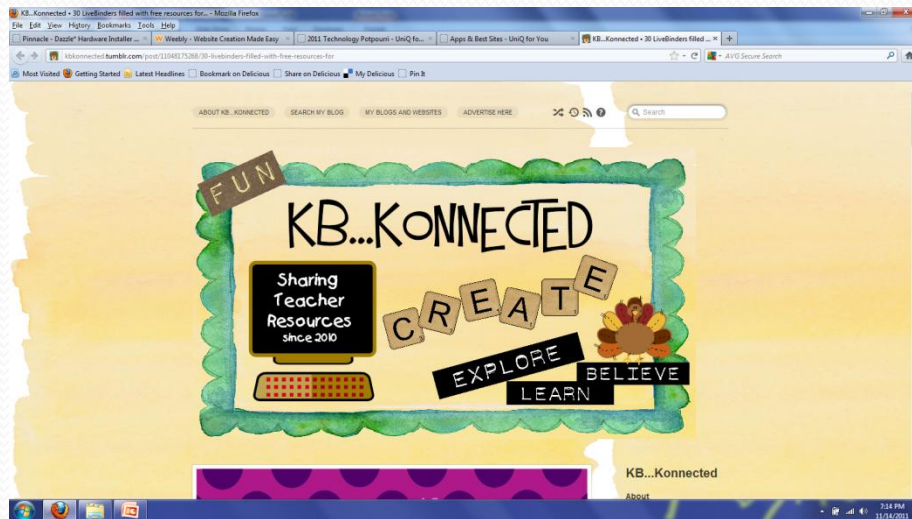 KB...Konnected • 30 LiveBinders filled with free resources for... - Mozilla Firefox
File Edit View History Bookmarks Tools Help
Pinnacle - Dazzle* Hardware Installer ... Weebly - Website Creation Made Easy 2011 Technology Potpourri - UniQ fo... Apps & Best Sites - UniQ for You KB...Konnected • 30 LiveBinders filled ...
kbkonnected.tumblr.com/post/11048175268/30-livebinders-filled-with-free-resources-for AVG Secure Search
Most Visited Getting Started Latest Headlines Bookmark on Delicious Share on Delicious My Delicious Pin It
ABOUT KB...KONNECTED SEARCH MY BLOG MY BLOGS AND WEBSITES ADVERTISE HERE Search
FUN
KB...KONNECTED
Sharing
Teacher
Resources
since 2010
CREATE
EXPLORE
BELIEVE
LEARN
KB...Konnected
About
7:14 PM
11/14/2011